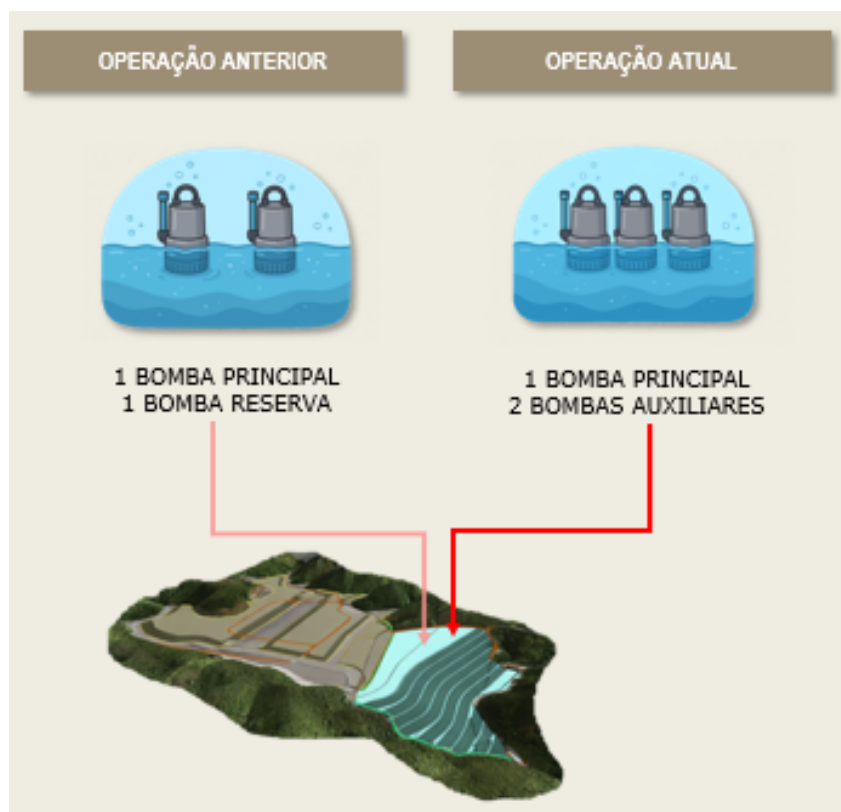 OPERAÇÃO ANTERIOR
OPERAÇÃO ATUAL
1 BOMBA PRINCIPAL
1 BOMBA RESERVA
1 BOMBA PRINCIPAL
2 BOMBAS AUXILIARES